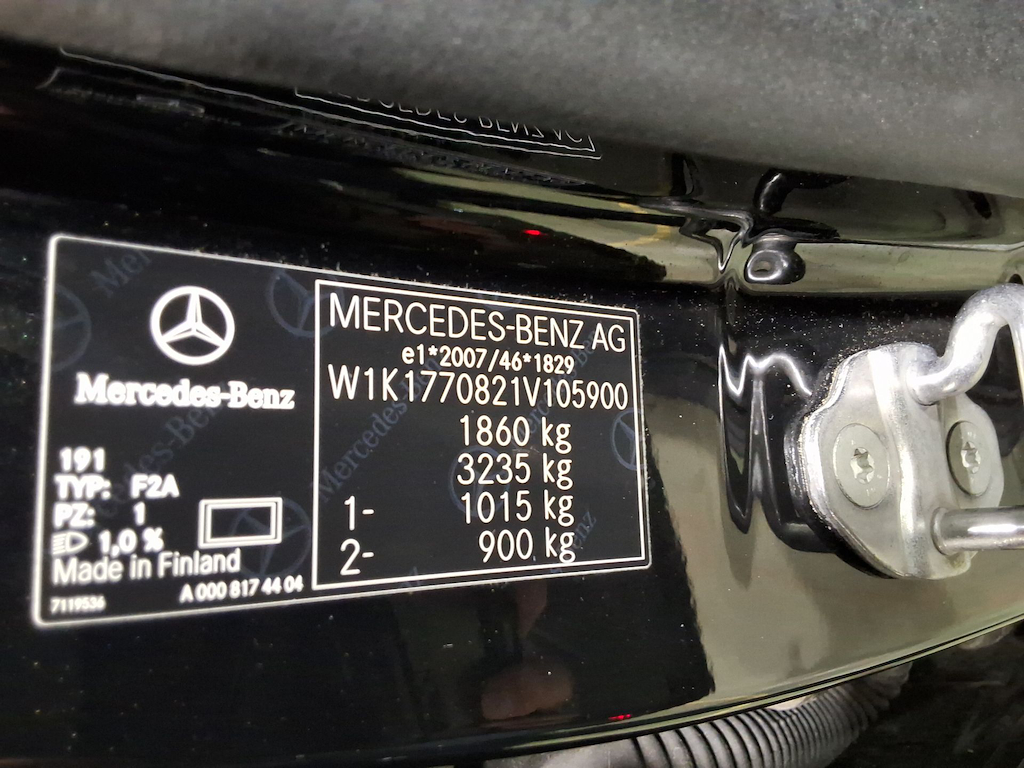 Mercedes-Benz
191
TYP: F2A
PZ: 1
1,0 %
Made in Finland
7119536 A 000 817 44 04
MERCEDES-BENZ AG
e1*2007/46*1829
W1K1770821V105900
1860 kg
3235 kg
1- 1015 kg
2- 900 kg